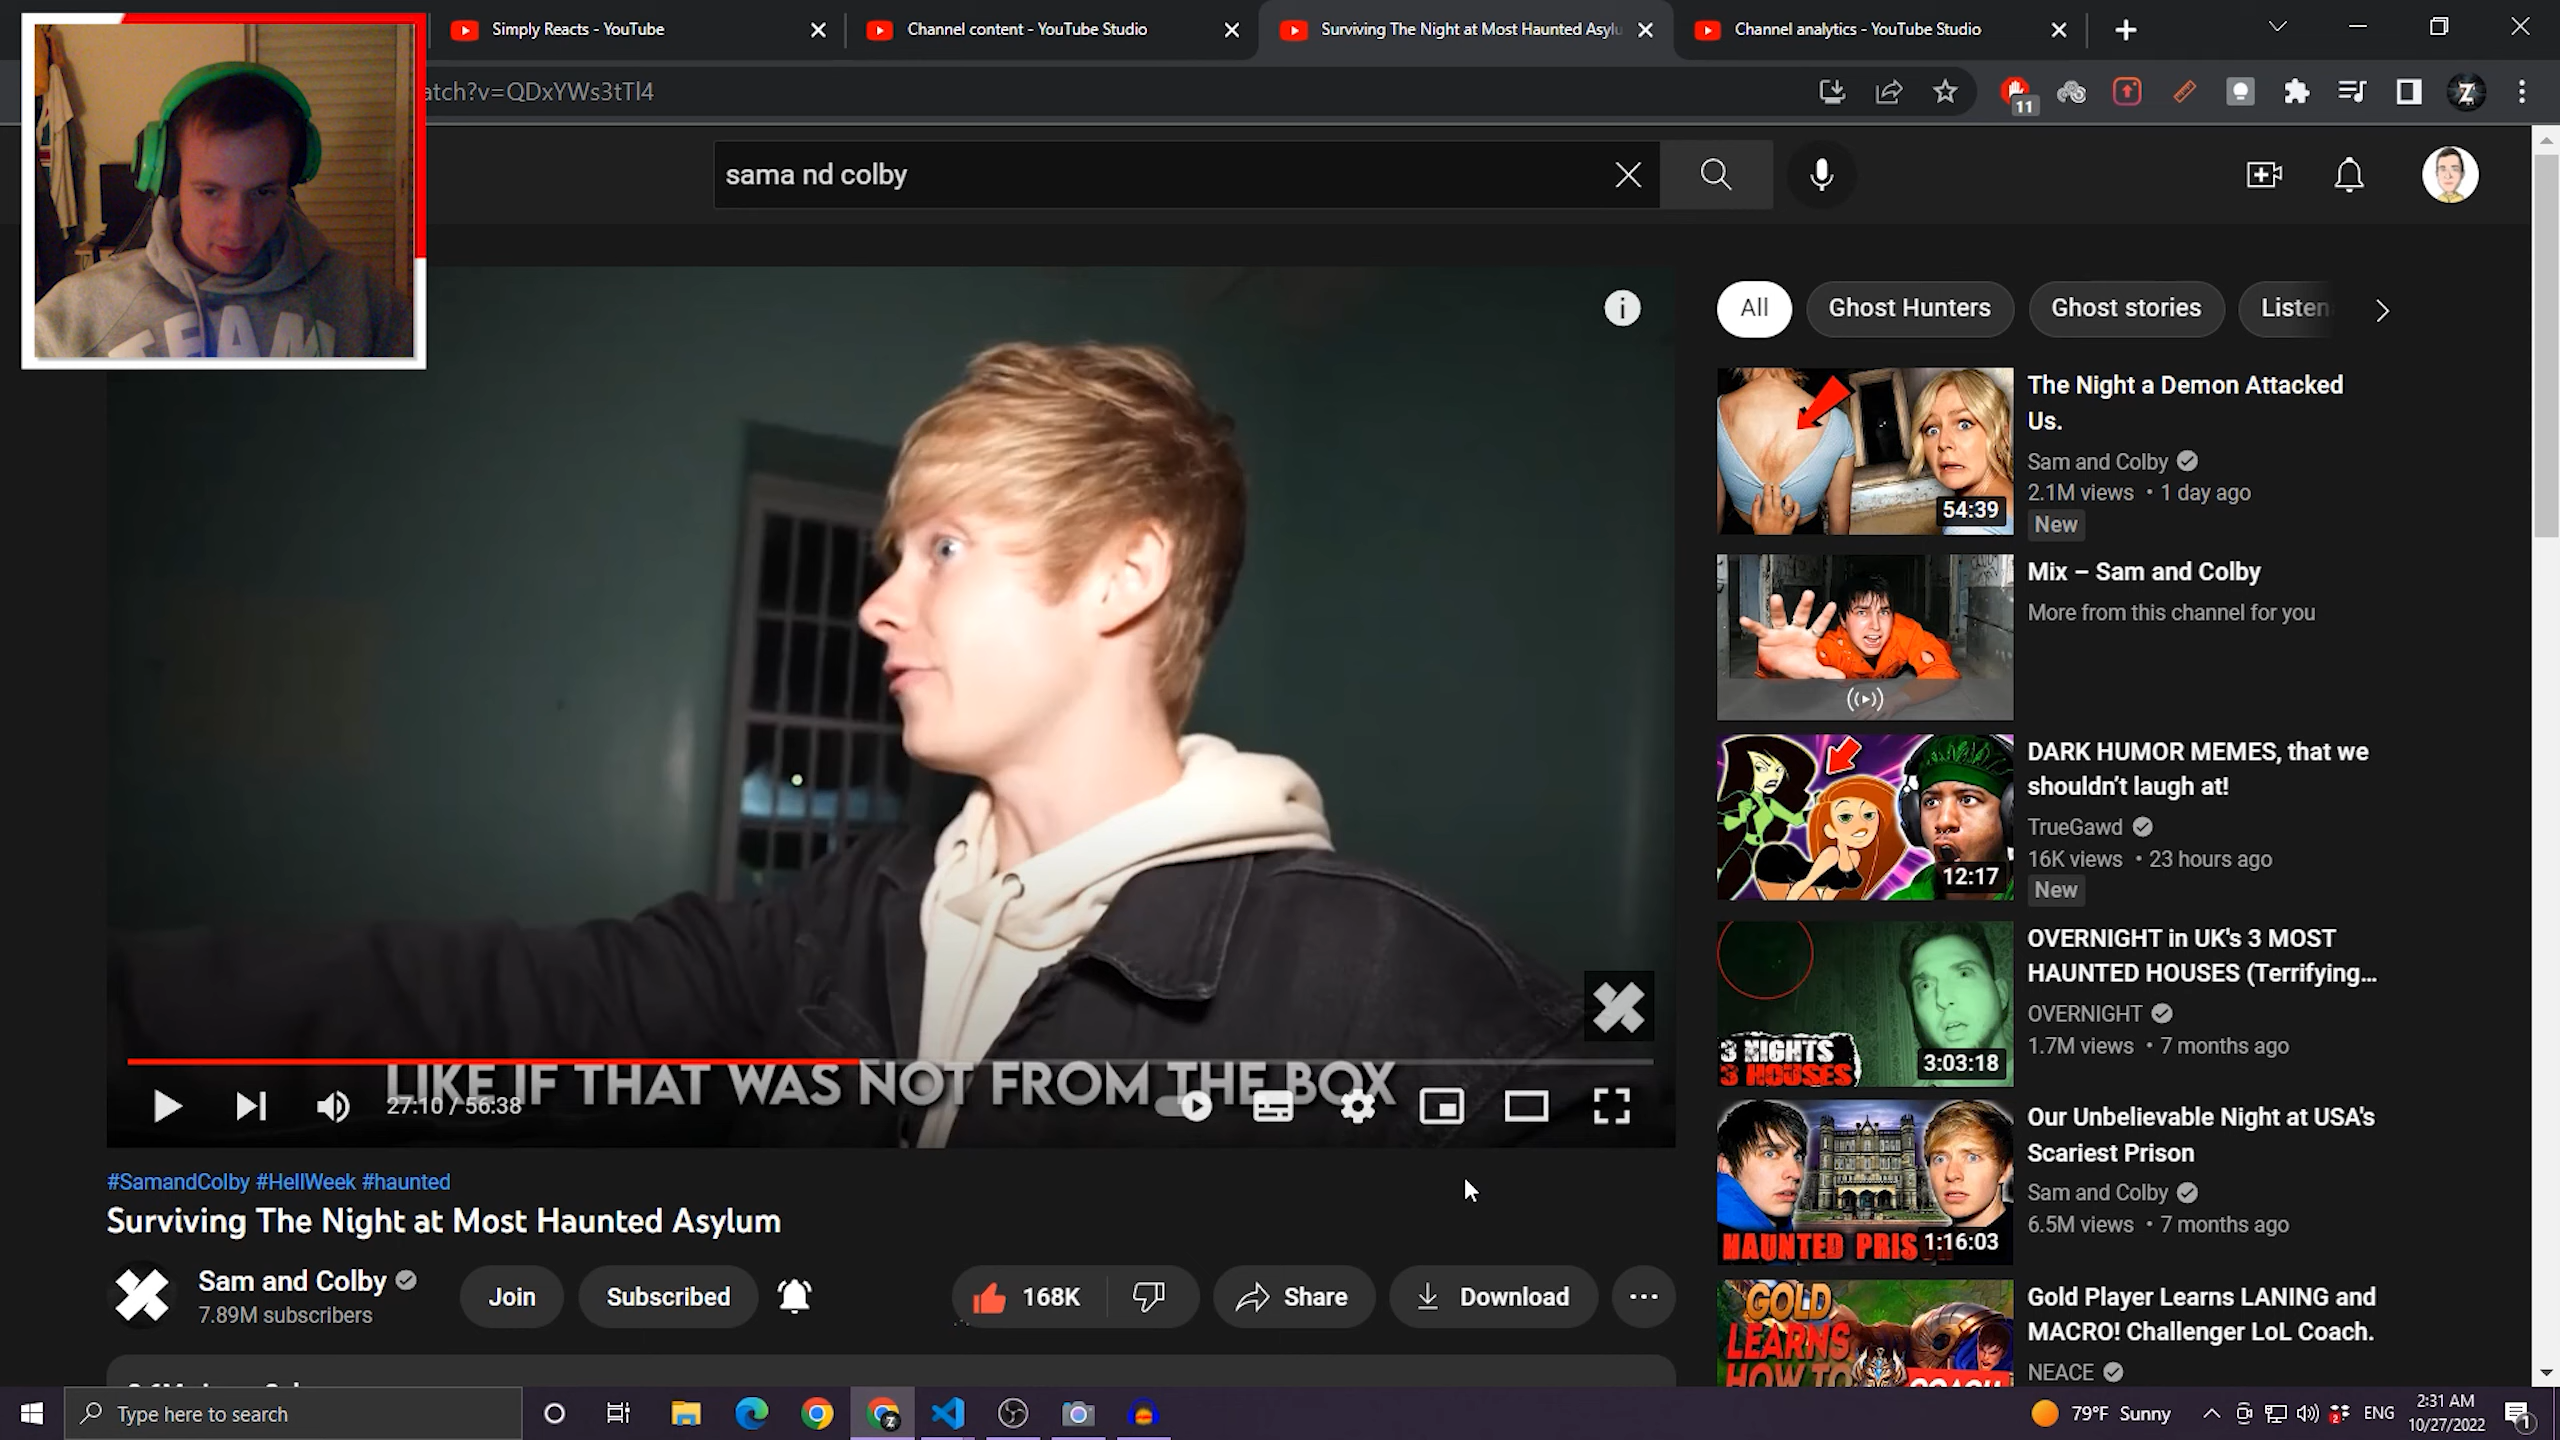 Simply Reacts - YouTube
Channel content - YouTube Studio
Surviving The Night at Most Haunted Asylu
Channel analytics - YouTube Studio
atch?v=QDxYWs3tTl4
11
Z
sama nd colby
TEAM
All
Ghost Hunters
Ghost stories
Listen
The Night a Demon Attacked
Us.
Sam and Colby
2.1M views • 1 day ago
New
54:39
Mix – Sam and Colby
More from this channel for you
DARK HUMOR MEMES, that we
shouldn't laugh at!
TrueGawd
16K views • 23 hours ago
New
12:17
OVERNIGHT in UK's 3 MOST
HAUNTED HOUSES (Terrifying...
OVERNIGHT
1.7M views • 7 months ago
3 NIGHTS
3 HOUSES
3:03:18
Our Unbelievable Night at USA's
Scariest Prison
Sam and Colby
6.5M views • 7 months ago
HAUNTED PRIS
1:16:03
Gold Player Learns LANING and
MACRO! Challenger LoL Coach.
NEACE
GOLD
LEARNS
HOW TO
LIKE IF THAT WAS NOT FROM THE BOX
27:10 / 56:38
#SamandColby #HellWeek #haunted
Surviving The Night at Most Haunted Asylum
Sam and Colby
7.89M subscribers
Join
Subscribed
168K
Share
Download
Type here to search
79°F Sunny
ENG
2:31 AM
10/27/2022
1